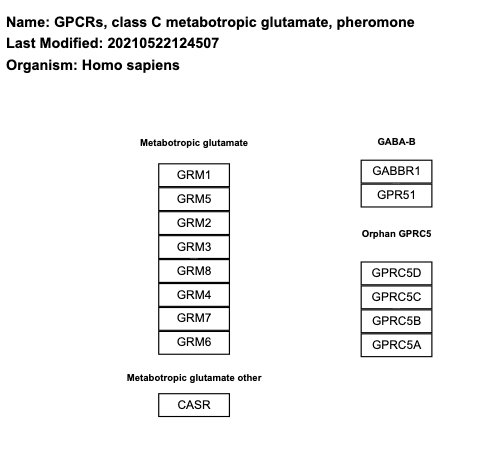 Name: GPCRs, class C metabotropic glutamate, pheromone
Last Modified: 20210522124507
Organism: Homo sapiens
Metabotropic glutamate
GRM1
GRM5
GRM2
GRM3
GRM8
GRM4
GRM7
GRM6
Metabotropic glutamate other
CASR
GABA-B
GABBR1
GPR51
Orphan GPRC5
GPRC5D
GPRC5C
GPRC5B
GPRC5A